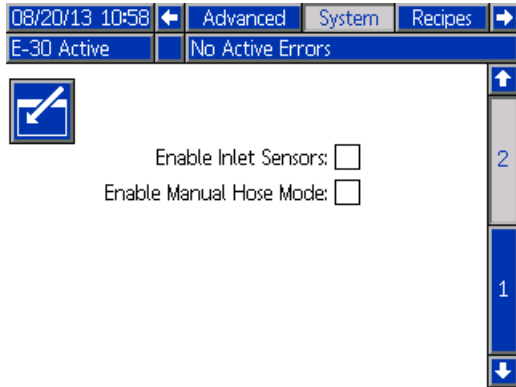 08/20/13 10:58 Advanced System Recipes
E-30 Active No Active Errors
Enable Inlet Sensors:
2
Enable Manual Hose Mode:
1